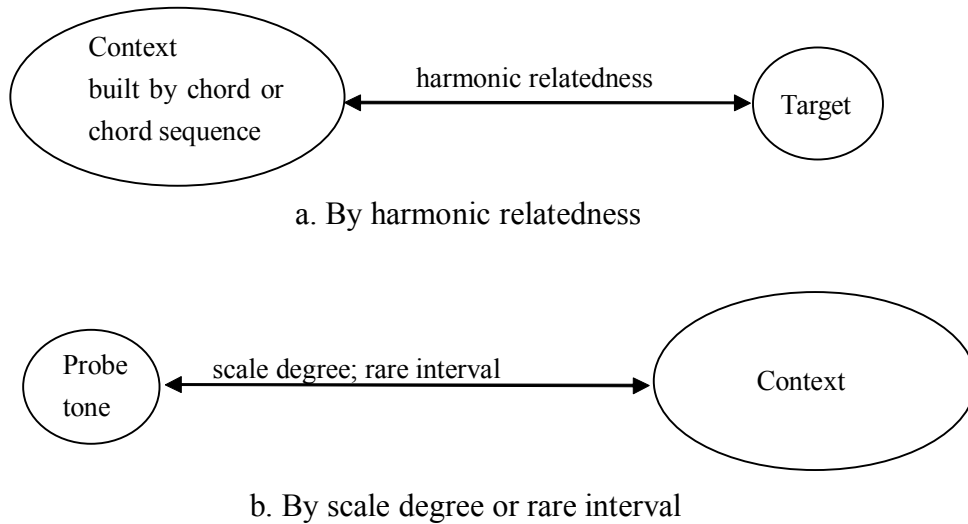 Context
built by chord or
chord sequence
harmonic relatedness
Target
a. By harmonic relatedness
Probe
tone
scale degree; rare interval
Context
b. By scale degree or rare interval